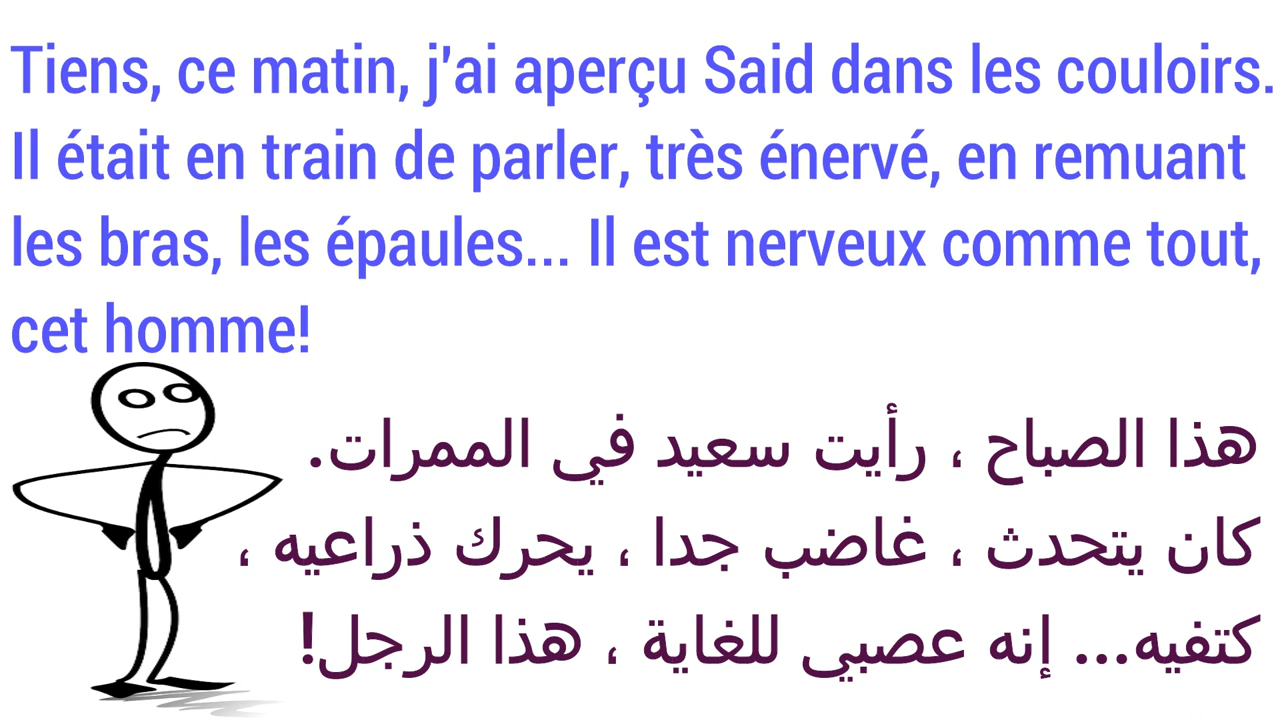 Tiens, ce matin, j'ai aperçu Said dans les couloirs.
Il était en train de parler, très énervé, en remuant
les bras, les épaules... Il est nerveux comme tout,
cet homme!
هذا الصباح ، رأيت سعيد في الممرات.
كان يتحدث ، غاضب جدا ، يحرك ذراعيه ،
كتفيه... إنه عصبي للغاية ، هذا الرجل!